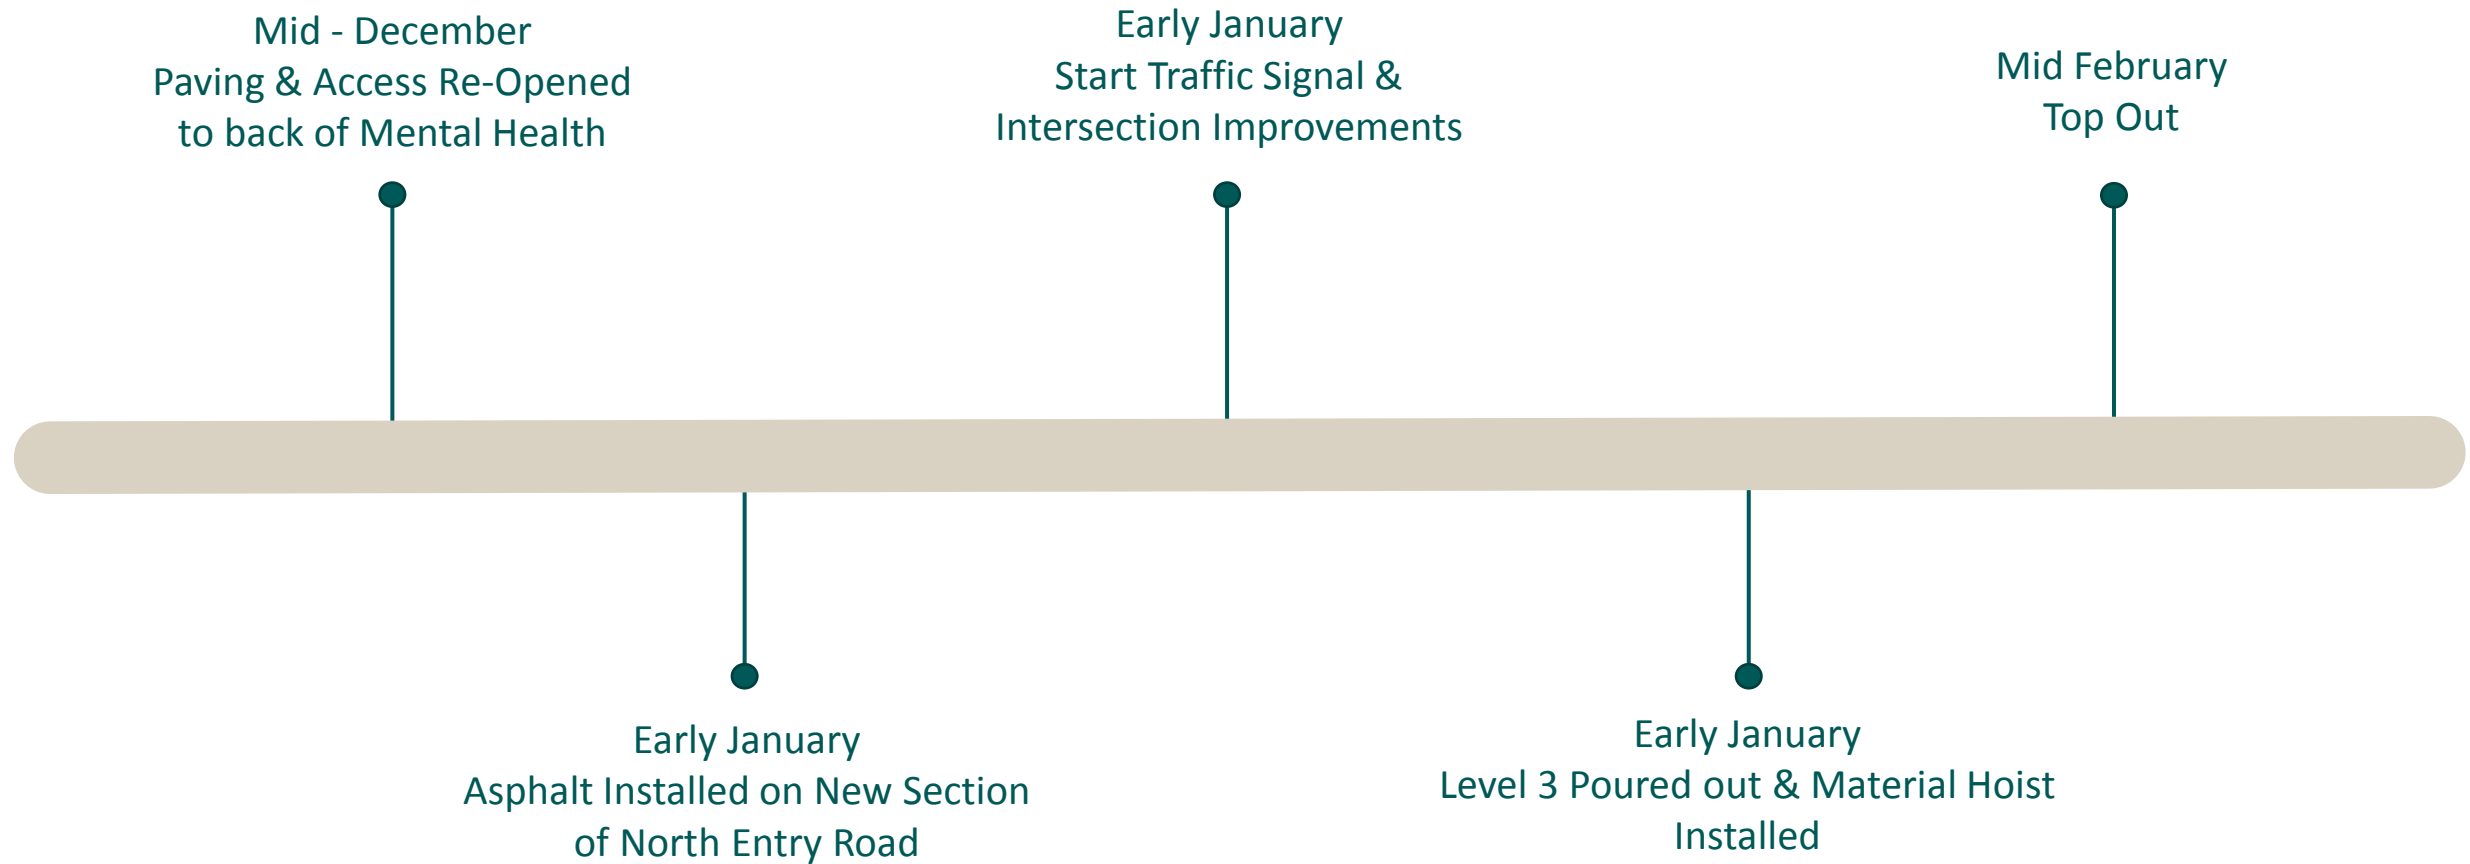 Mid - December
Paving & Access Re-Opened
to back of Mental Health
Early January
Start Traffic Signal &
Intersection Improvements
Mid February
Top Out
Early January
Asphalt Installed on New Section
of North Entry Road
Early January
Level 3 Poured out & Material Hoist
Installed